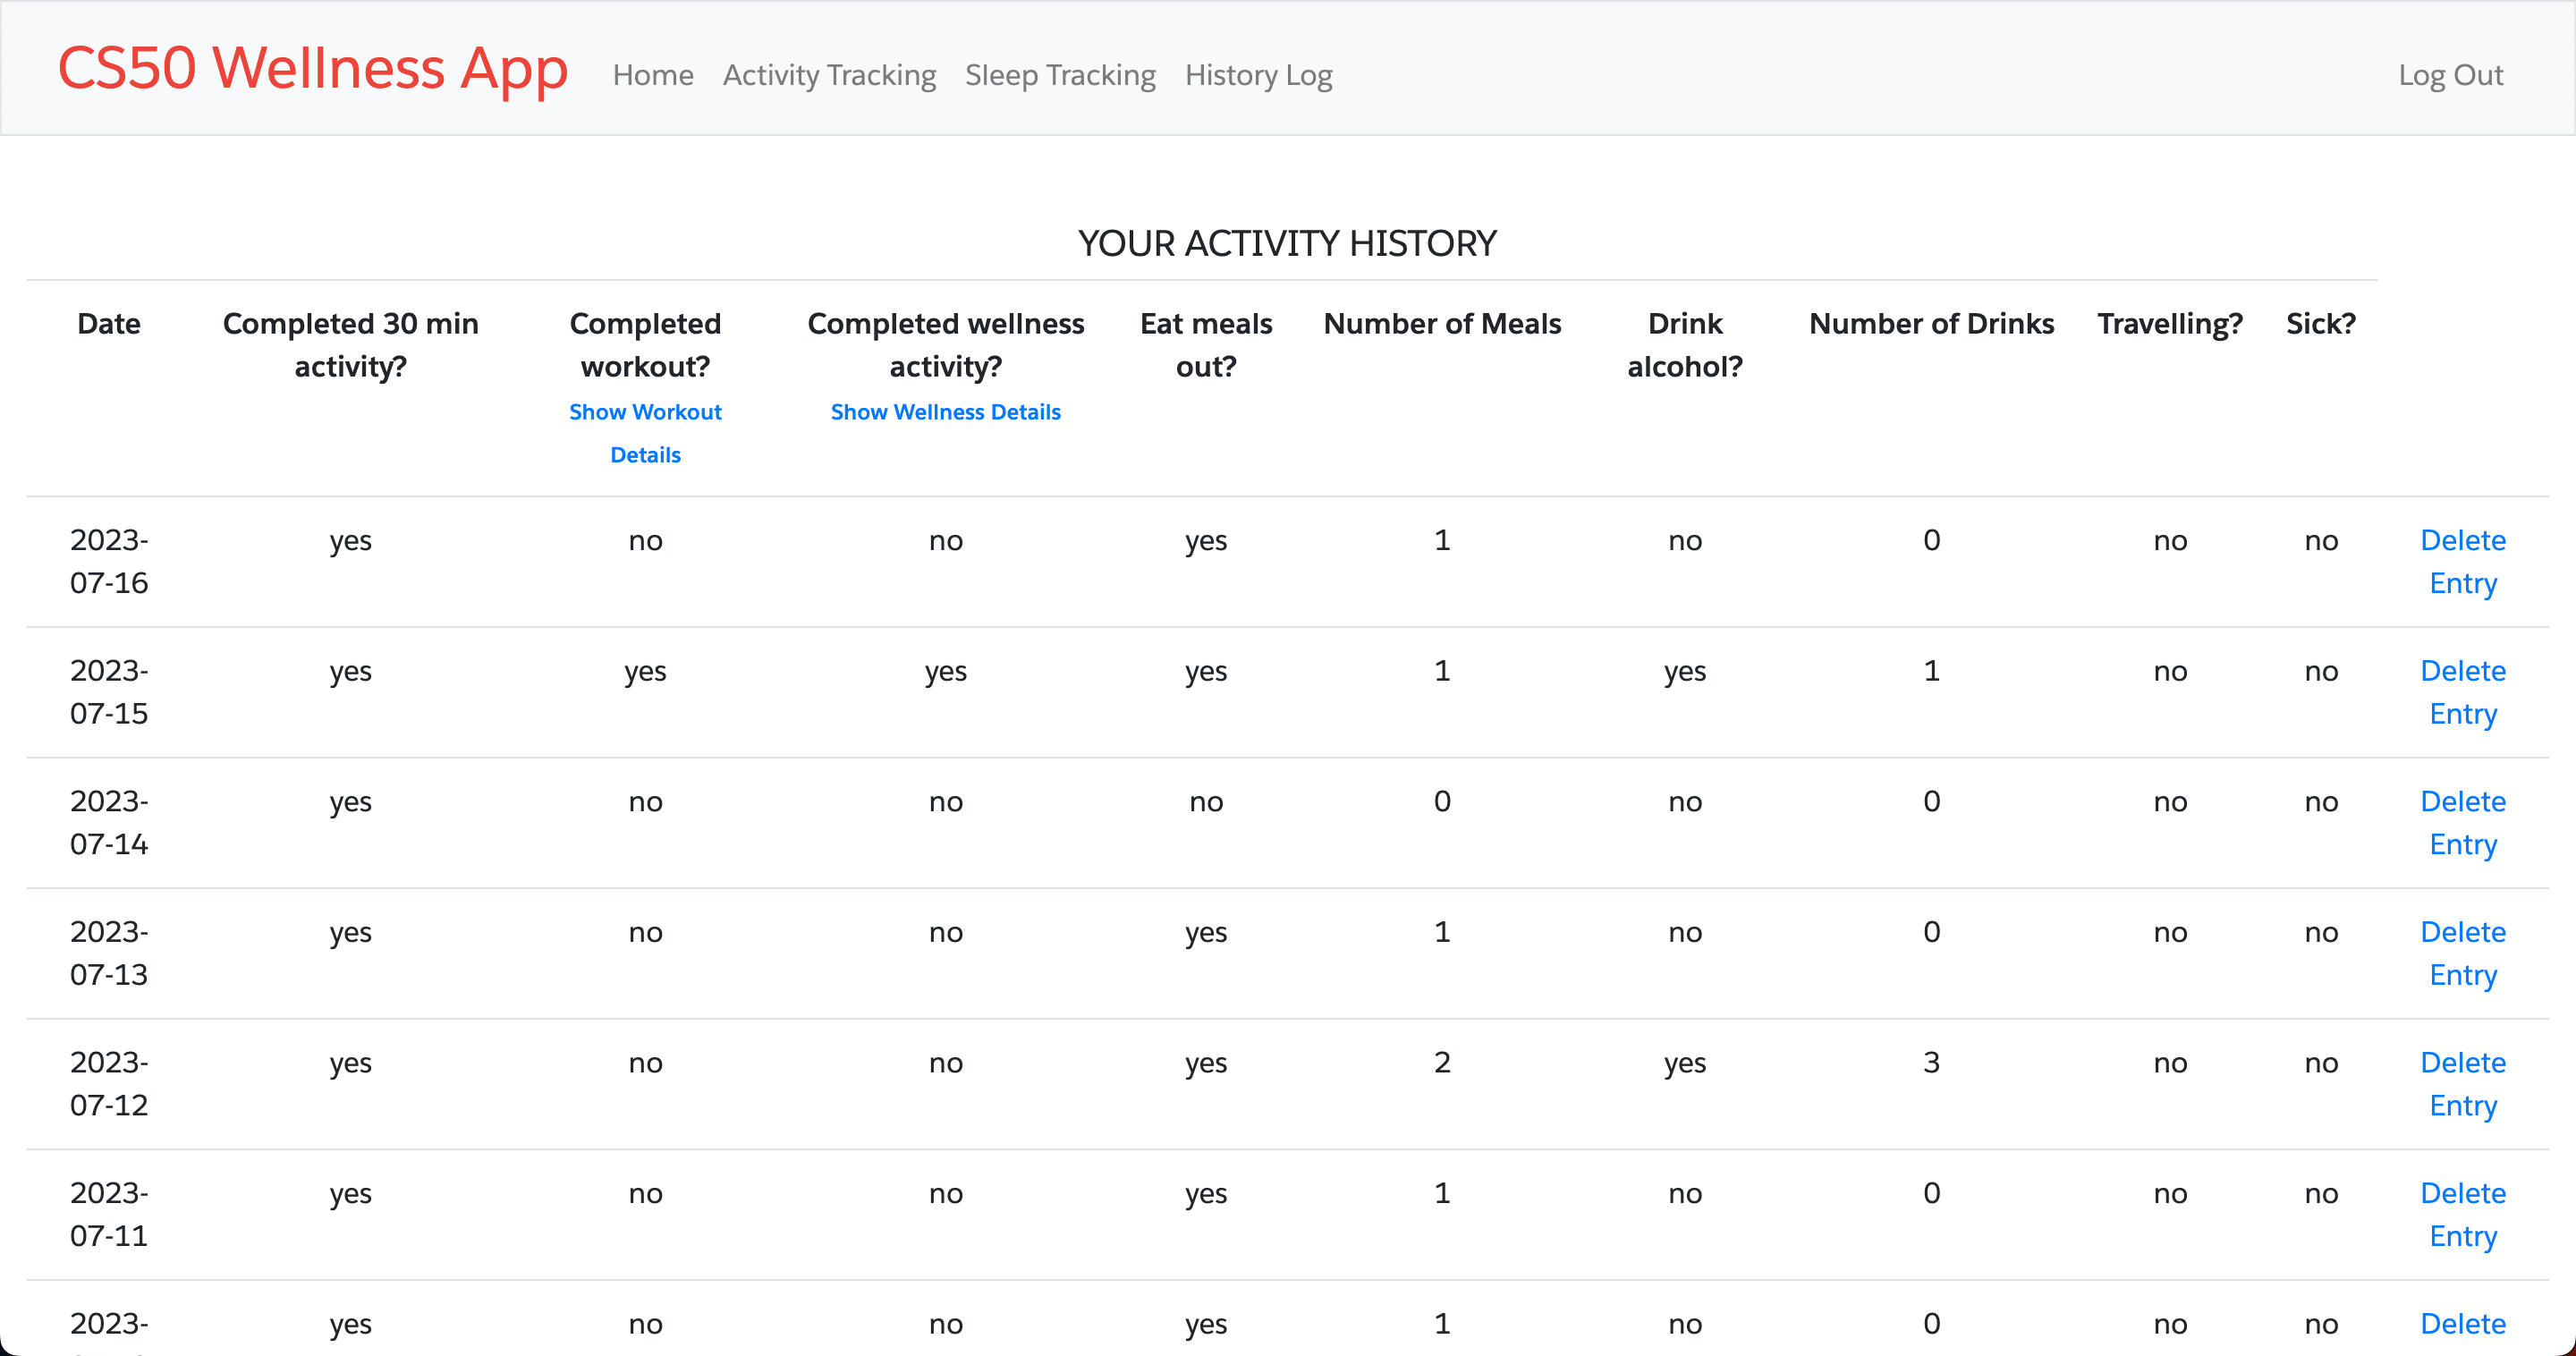 CS50 Wellness App Home Activity Tracking Sleep Tracking History Log Log Out
YOUR ACTIVITY HISTORY
Date Completed 30 min activity? Completed workout? Show Workout Details Completed wellness activity? Show Wellness Details Eat meals out? Number of Meals Drink alcohol? Number of Drinks Travelling? Sick?
2023-07-16 yes no no yes 1 no 0 no no Delete Entry
2023-07-15 yes yes yes yes 1 yes 1 no no Delete Entry
2023-07-14 yes no no no 0 no 0 no no Delete Entry
2023-07-13 yes no no yes 1 no 0 no no Delete Entry
2023-07-12 yes no no yes 2 yes 3 no no Delete Entry
2023-07-11 yes no no yes 1 no 0 no no Delete Entry
2023- yes no no yes 1 no 0 no no Delete